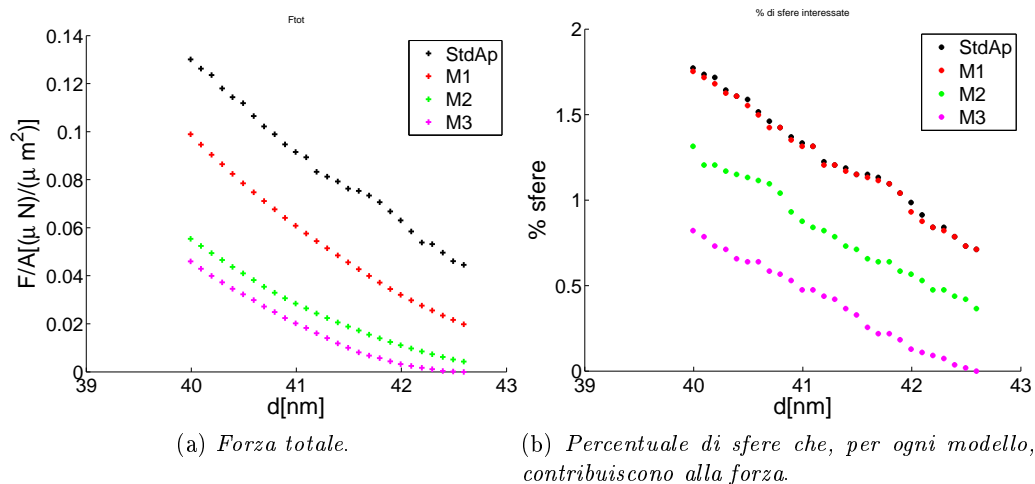 Ftot
0.14
0.12
0.1
0.08
0.06
0.04
0.02
0
39
40
41
42
43
F/A[(μ N)/(μ m²)]
d[nm]
StdAp
M1
M2
M3
(a) Forza totale.
% di sfere interessate
2
1.5
1
0.5
0
39
40
41
42
43
% sfere
d[nm]
StdAp
M1
M2
M3
(b) Percentuale di sfere che, per ogni modello,
contribuiscono alla forza.